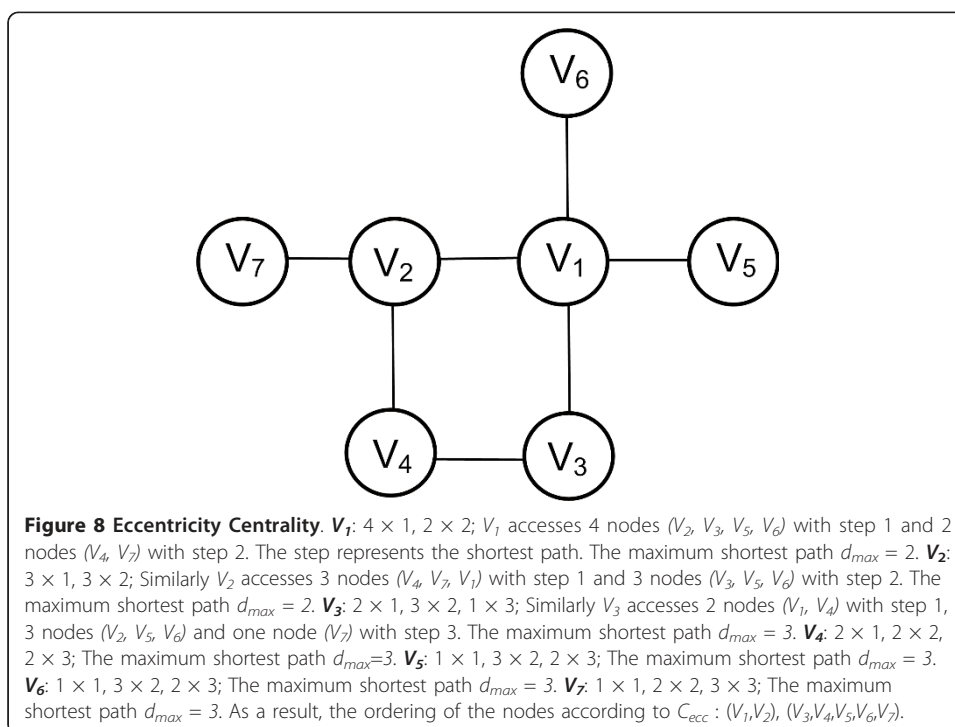 V6
V7 V2 V1 V5
V4 V3
Figure 8 Eccentricity Centrality. V1: 4 × 1, 2 × 2; V1 accesses 4 nodes (V2, V3, V5, V6) with step 1 and 2
nodes (V4, V7) with step 2. The step represents the shortest path. The maximum shortest path dmax = 2. V2:
3 × 1, 3 × 2; Similarly V2 accesses 3 nodes (V4, V7, V1) with step 1 and 3 nodes (V3, V5, V6) with step 2. The
maximum shortest path dmax = 2. V3: 2 × 1, 3 × 2, 1 × 3; Similarly V3 accesses 2 nodes (V1, V4) with step 1,
3 nodes (V2, V5, V6) and one node (V7) with step 3. The maximum shortest path dmax = 3. V4: 2 × 1, 2 × 2,
2 × 3; The maximum shortest path dmax=3. V5: 1 × 1, 3 × 2, 2 × 3; The maximum shortest path dmax = 3.
V6: 1 × 1, 3 × 2, 2 × 3; The maximum shortest path dmax = 3. V7: 1 × 1, 2 × 2, 3 × 3; The maximum
shortest path dmax = 3. As a result, the ordering of the nodes according to Cecc : (V1,V2), (V3,V4,V5,V6,V7).